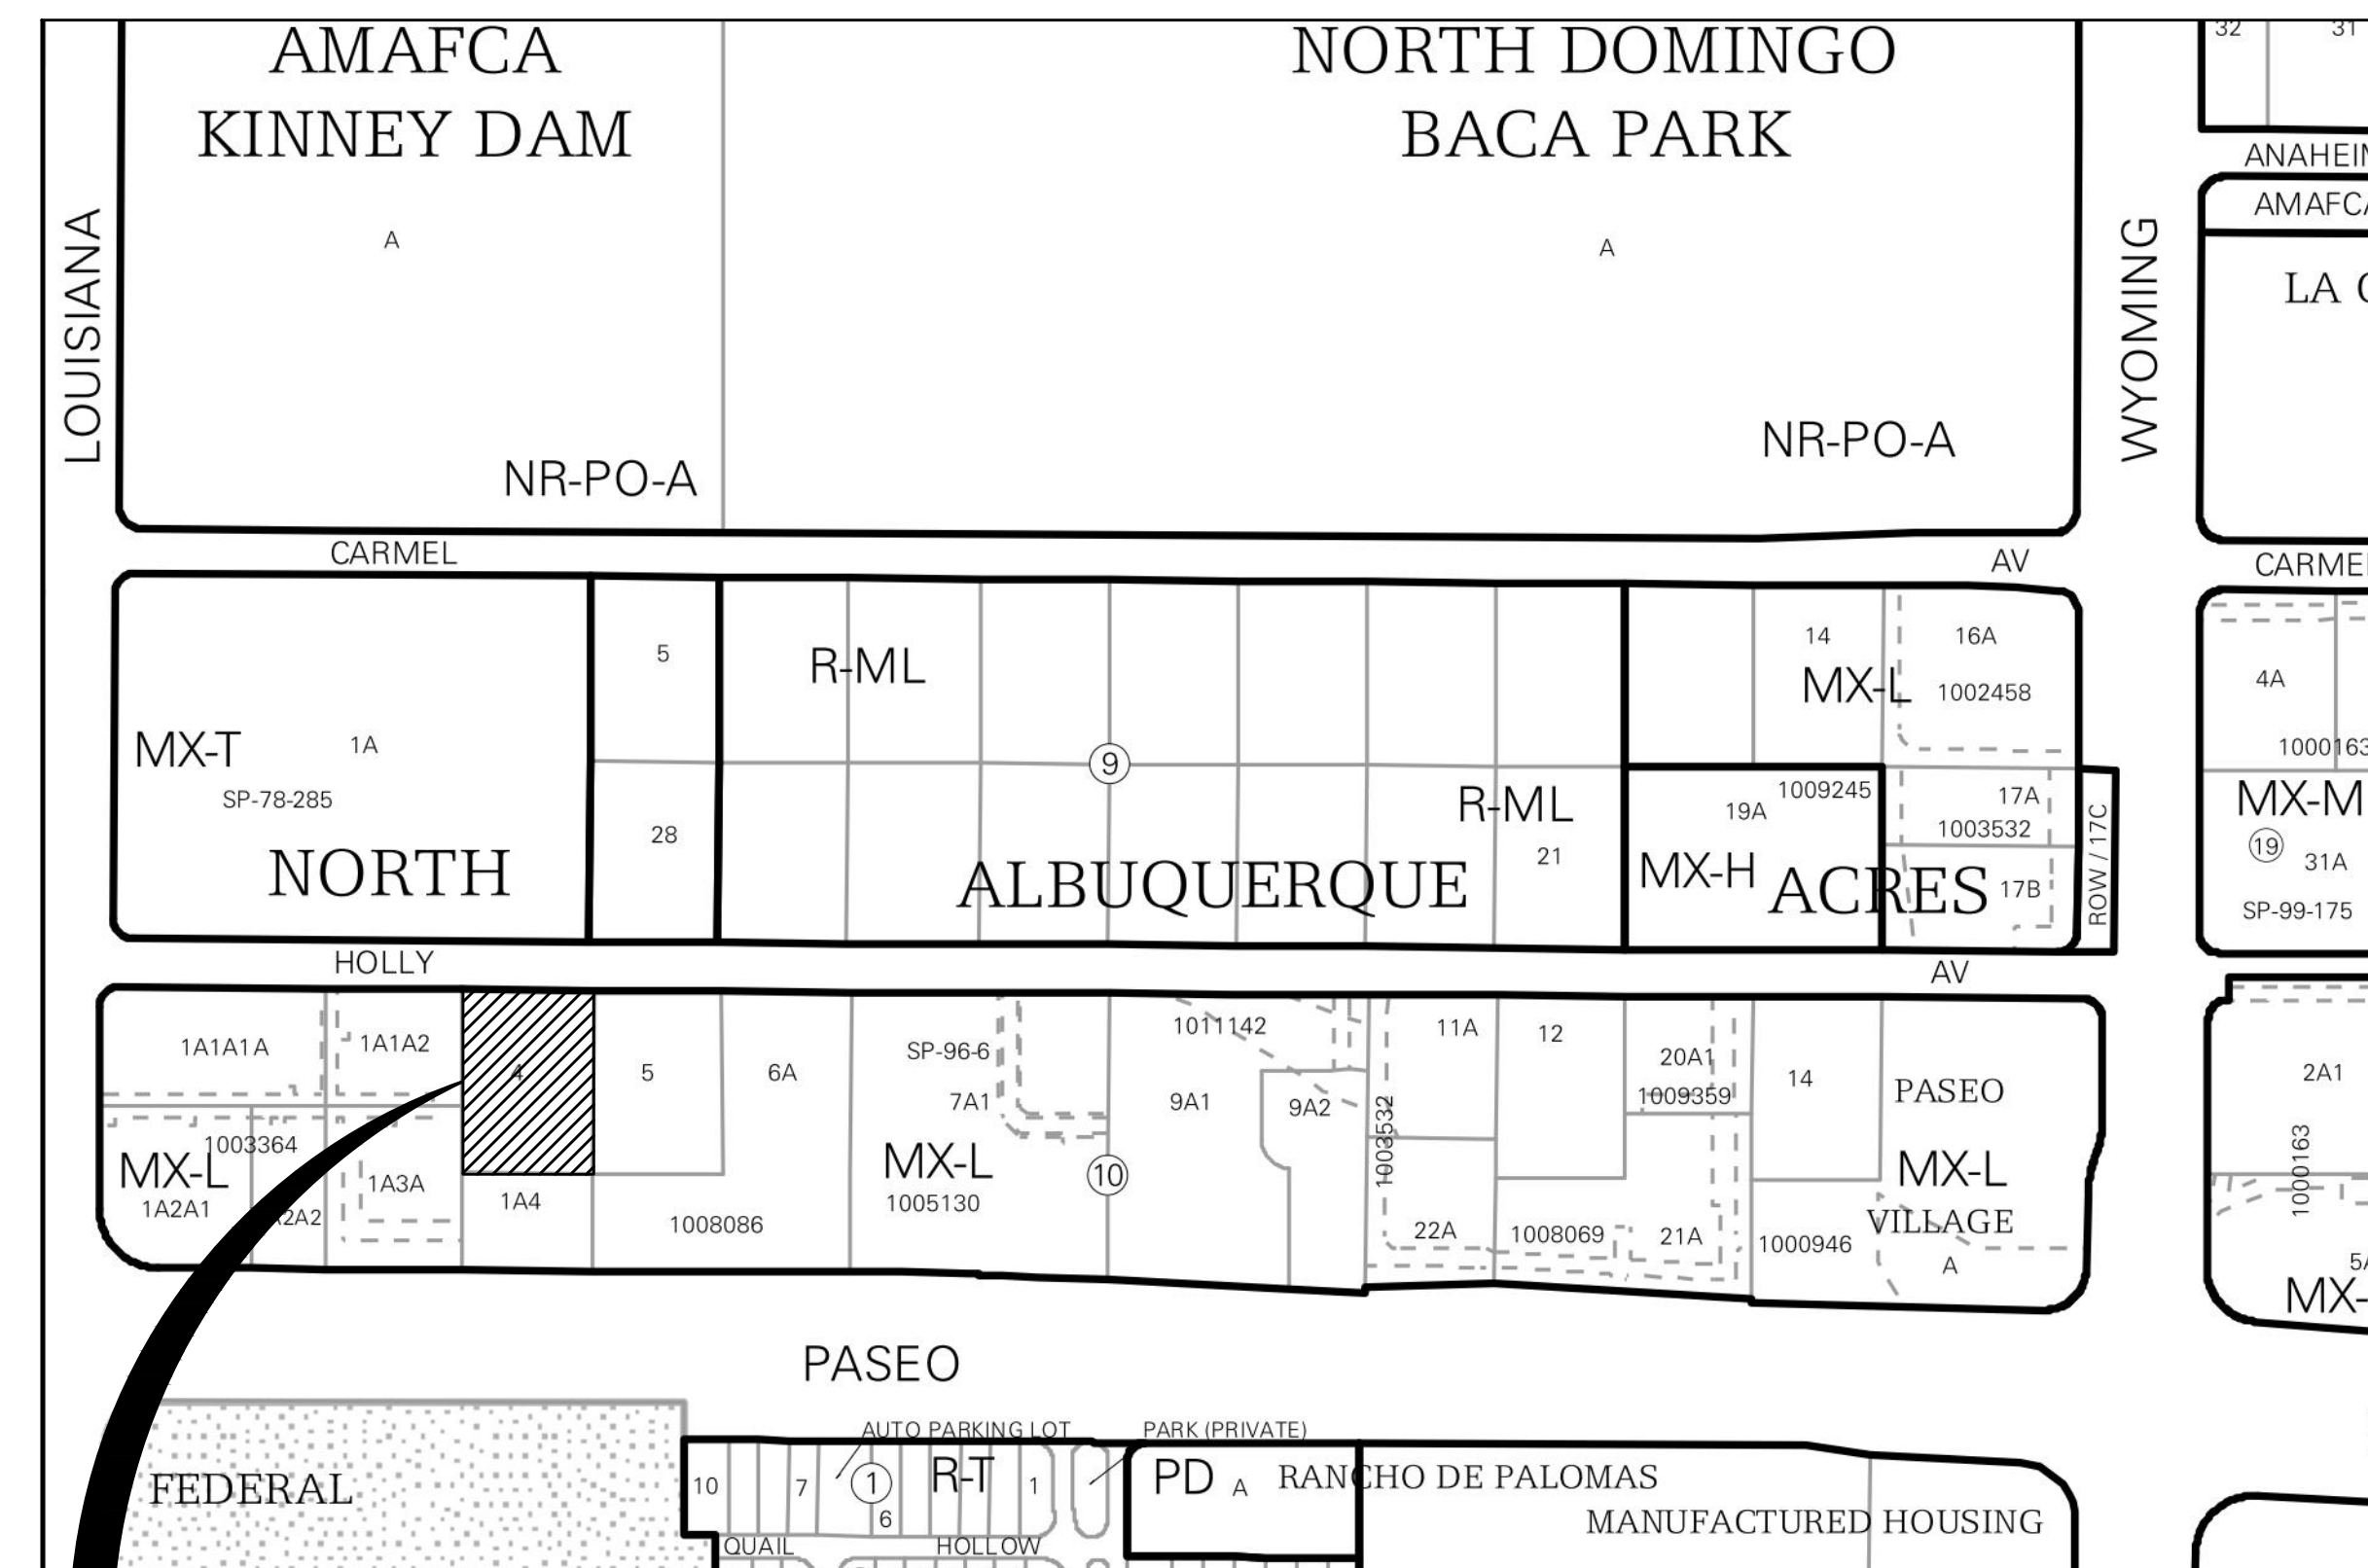 AMAFCA
KINNEY DAM
A
NR-PO-A
NORTH DOMINGO
BACA PARK
A
NR-PO-A
LOUISIANA
WYOMING
32
31
AMAFCA
LA
CARMEL
AV
MX-T
1A
SP-78-285
5
28
R-ML
9
R-ML
21
14
MX-L
16A
1002458
1009245
19A
MX-H
17A
1003532
17B
ROW / 17C
NORTH
ALBUQUERQUE
ACRES
4A
MX-M
19
31A
SP-99-175
HOLLY
AV
1A1A1A
1A1A2
4
5
6A
SP-96-6
7A1
1011142
9A1
9A2
11A
12
20A1
1009359
14
PASEO
1003364
MX-L
1A2A1
1A3A
1A4
1008086
MX-L
1005130
10
1003532
22A
1008069
21A
1000946
MX-L
VILLAGE
A
2A1
1000163
MX-
PASEO
AUTO PARKING LOT
PARK (PRIVATE)
FEDERAL
10
7
1
6
R-T
1
PD
A
RANCHO DE PALOMAS
MANUFACTURED HOUSING
QUAIL
HOLLOW